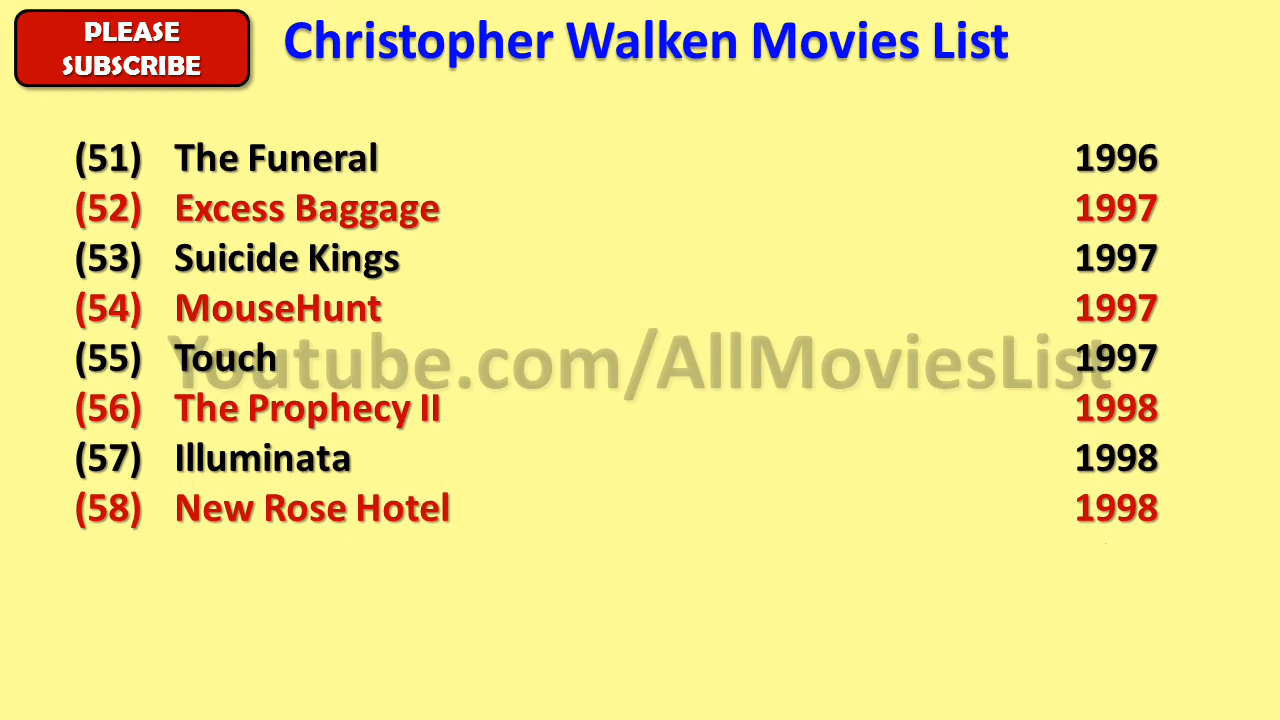 PLEASE
SUBSCRIBE
Christopher Walken Movies List
(51) The Funeral 1996
(52) Excess Baggage 1997
(53) Suicide Kings 1997
(54) MouseHunt 1997
Youtube.com/AllMoviesList
(55) Touch 1997
(56) The Prophecy II 1998
(57) Illuminata 1998
(58) New Rose Hotel 1998